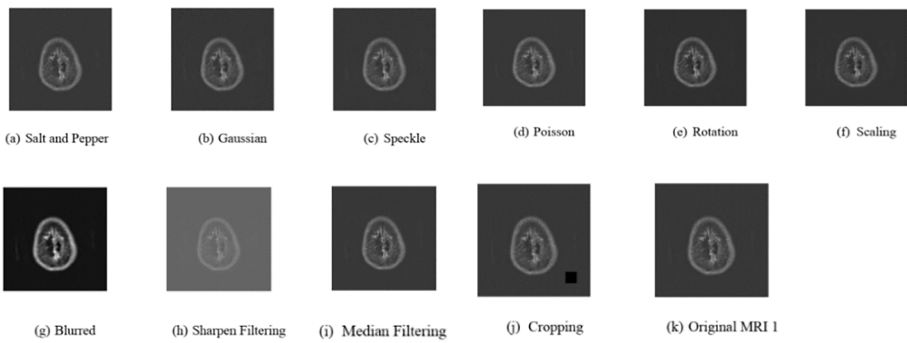 (a) Salt and Pepper
(b) Gaussian
(c) Speckle
(d) Poisson
(e) Rotation
(f) Scaling
(g) Blurred
(h) Sharpen Filtering
(i) Median Filtering
(j) Cropping
(k) Original MRI 1